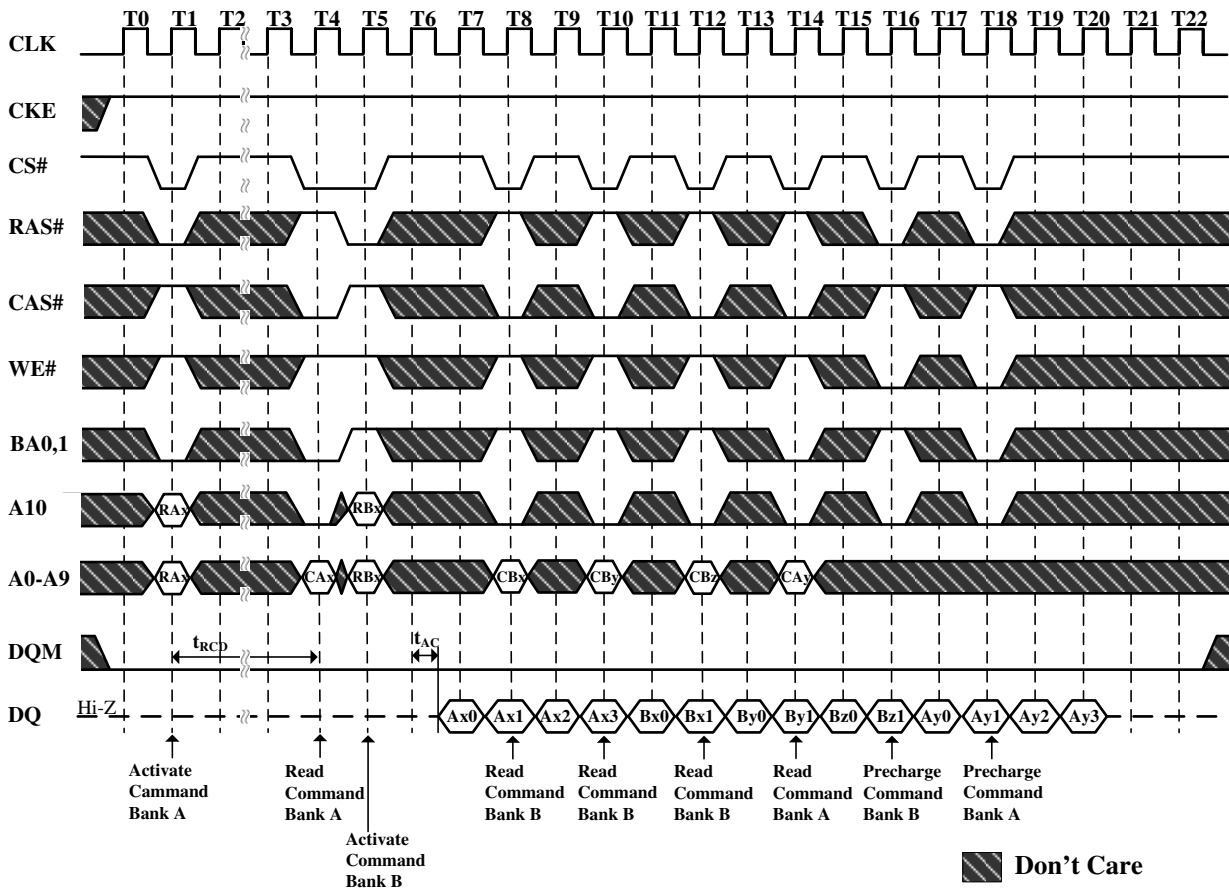 T0 T1 T2 T3 T4 T5 T6 T7 T8 T9 T10 T11 T12 T13 T14 T15 T16 T17 T18 T19 T20 T21 T22
CLK
CKE
CS#
RAS#
CAS#
WE#
BA0,1
A10 RAx RBx
A0-A9 RAx CAx RBx CBx CBy CBz CAy
DQM tRCD tAC
DQ Hi-Z Ax0 Ax1 Ax2 Ax3 Bx0 Bx1 By0 By1 Bz0 Bz1 Ay0 Ay1 Ay2 Ay3
Activate
Cammand
Bank A
Read
Command
Bank A
Activate
Command
Bank B
Read
Command
Bank B
Read
Command
Bank B
Read
Command
Bank B
Read
Command
Bank A
Precharge
Command
Bank B
Precharge
Command
Bank A
Don't Care